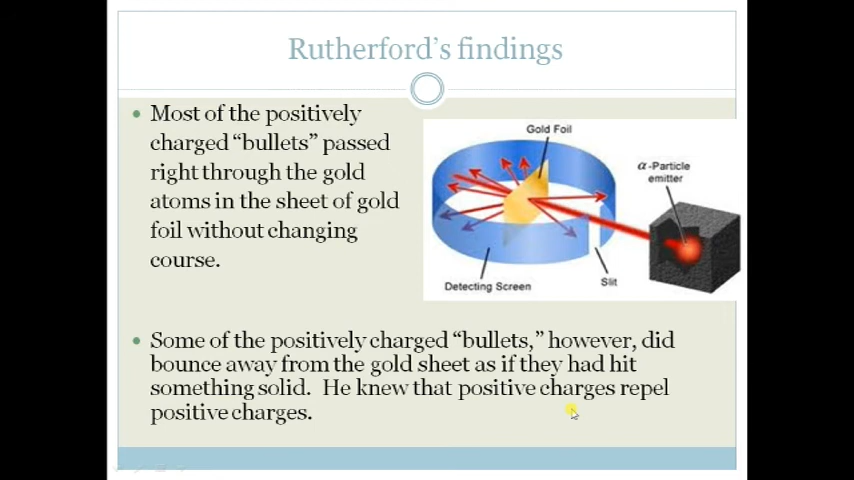 Rutherford's findings
Most of the positively
charged "bullets" passed
right through the gold
atoms in the sheet of gold
foil without changing
course.
Gold Foil
α-Particle
emitter
Detecting Screen
Slit
Some of the positively charged "bullets," however, did
bounce away from the gold sheet as if they had hit
something solid.  He knew that positive charges repel
positive charges.